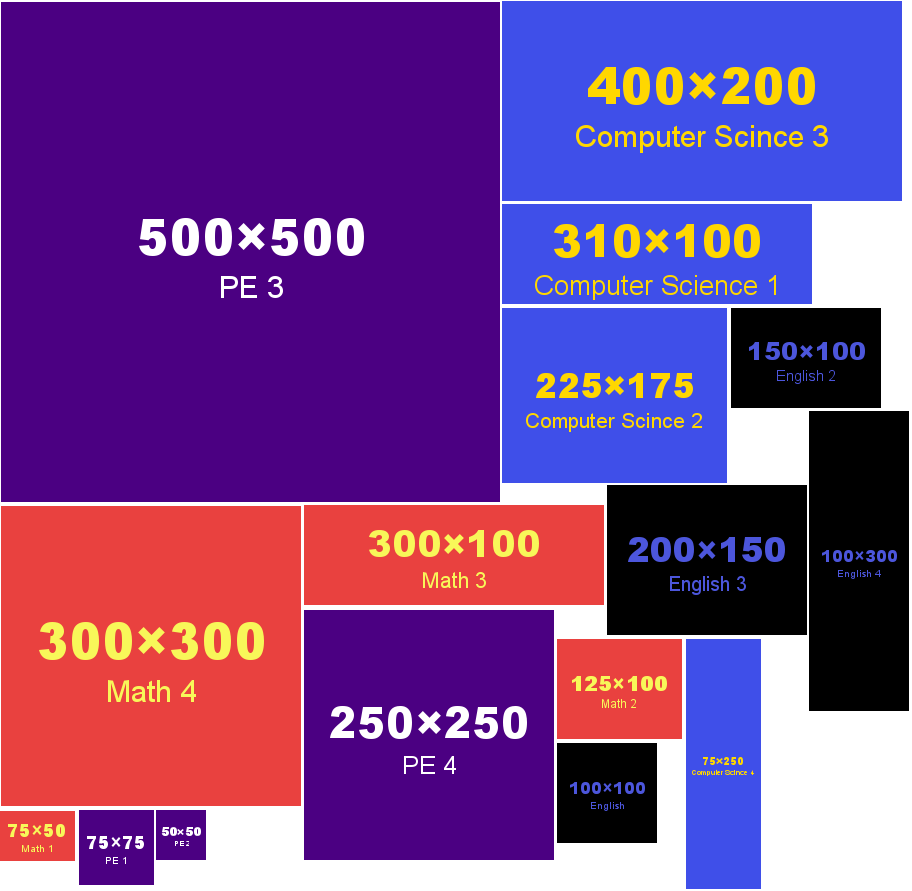 500×500
PE 3
400×200
Computer Scince 3
310×100
Computer Science 1
225×175
Computer Scince 2
150×100
English 2
300×300
Math 4
300×100
Math 3
200×150
English 3
100×300
English 4
250×250
PE 4
125×100
Math 2
75×250
Computer Scince 4
100×100
English
75×50
Math 1
75×75
PE 1
50×50
PE2